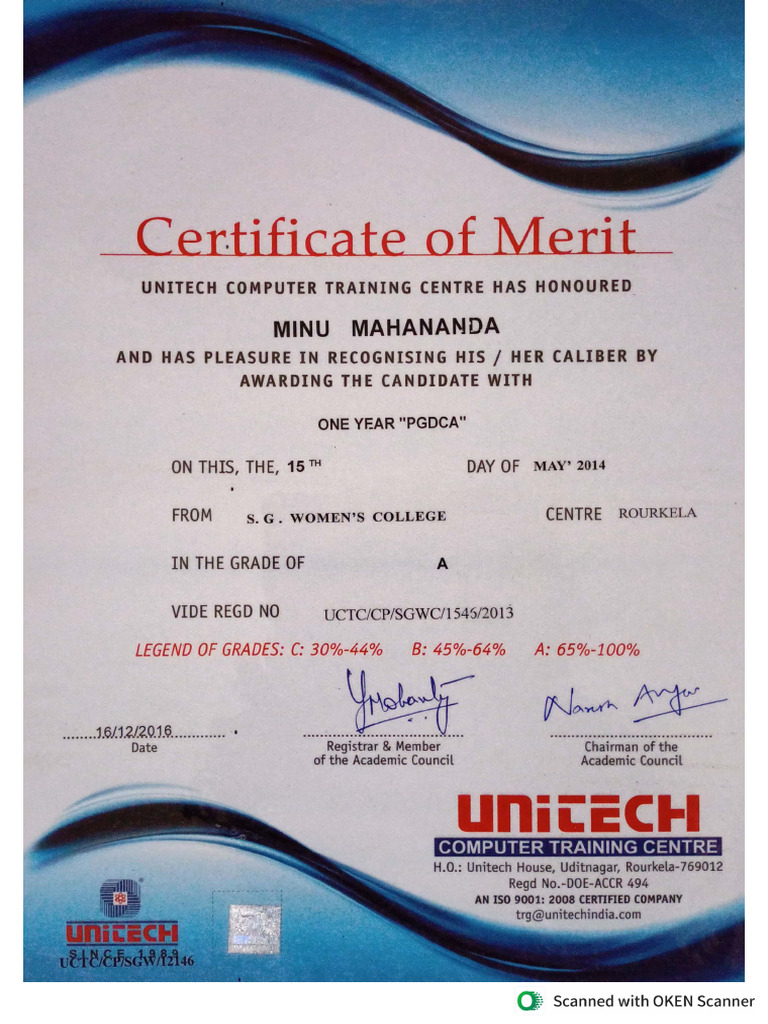 Certificate of Merit
UNITECH COMPUTER TRAINING CENTRE HAS HONOURED
MINU MAHANANDA
AND HAS PLEASURE IN RECOGNISING HIS / HER CALIBER BY
AWARDING THE CANDIDATE WITH
ONE YEAR "PGDCA"
ON THIS, THE, 15 TH DAY OF MAY' 2014
FROM S. G . WOMEN'S COLLEGE CENTRE ROURKELA
IN THE GRADE OF A
VIDE REGD NO UCTC/CP/SGWC/1546/2013
LEGEND OF GRADES: C: 30%-44% B: 45%-64% A: 65%-100%
16/12/2016
Date
Registrar & Member
of the Academic Council
Chairman of the
Academic Council
UNiTECH
COMPUTER TRAINING CENTRE
H.O.: Unitech House, Uditnagar, Rourkela-769012
Regd No.-DOE-ACCR 494
AN ISO 9001: 2008 CERTIFIED COMPANY
trg@unitechindia.com
UNiTECH
SINCE 1989
UCTC/CP/SGW/12146
Scanned with OKEN Scanner